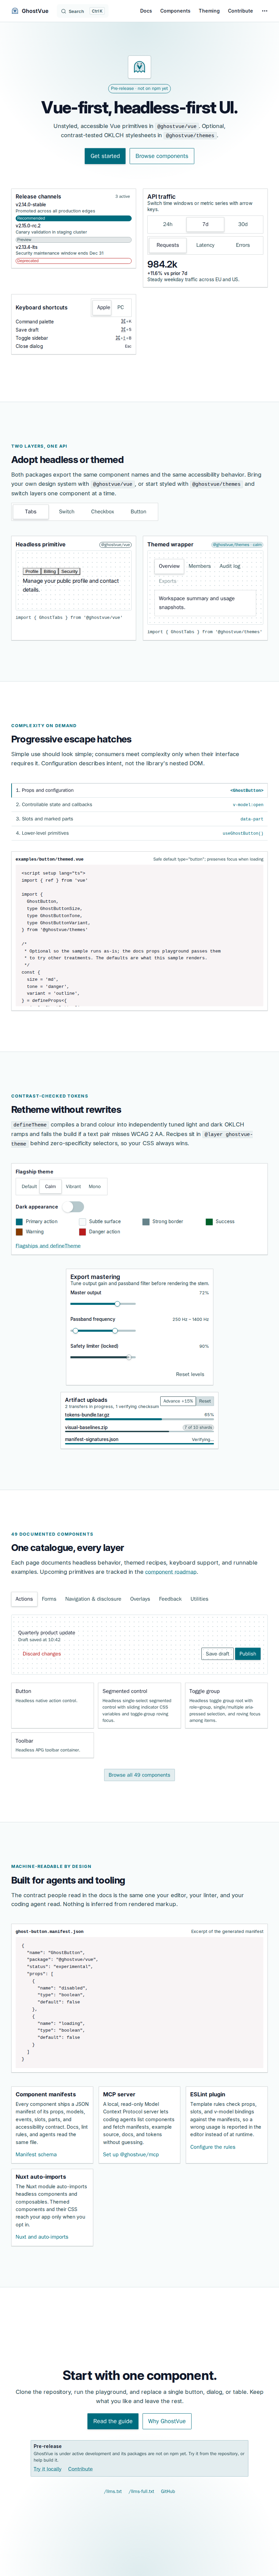 GhostVue Search Ctrl K Docs Components Theming Contribute
Pre-release · not on npm yet
Vue-first, headless-first UI.
Unstyled, accessible Vue primitives in @ghostvue/vue. Optional,
contrast-tested OKLCH stylesheets in @ghostvue/themes.
Get started Browse components
Release channels 3 active
v2.14.0-stable
Promoted across all production edges
Recommended
v2.15.0-rc.2
Canary validation in staging cluster
Preview
v2.13.4-lts
Security maintenance window ends Dec 31
Deprecated
API traffic
Switch time windows or metric series with arrow
keys.
24h 7d 30d
Requests Latency Errors
984.2k
+11.6% vs prior 7d
Steady weekday traffic across EU and US.
Keyboard shortcuts Apple PC
Command palette
Save draft
Toggle sidebar
Close dialog Esc
TWO LAYERS, ONE API
Adopt headless or themed
Both packages export the same component names and the same accessibility behavior. Bring
your own design system with @ghostvue/vue, or start styled with @ghostvue/themes and
switch layers one component at a time.
Tabs Switch Checkbox Button
Headless primitive @ghostvue/vue
Profile Billing Security
Manage your public profile and contact
details.
import { GhostTabs } from '@ghostvue/vue'
Themed wrapper @ghostvue/themes · calm
Overview Members Audit log
Exports
Workspace summary and usage
snapshots.
import { GhostTabs } from '@ghostvue/themes'
COMPLEXITY ON DEMAND
Progressive escape hatches
Simple use should look simple; consumers meet complexity only when their interface
requires it. Configuration describes intent, not the library's nested DOM.
1. Props and configuration <GhostButton>
2. Controllable state and callbacks v-model:open
3. Slots and marked parts data-part
4. Lower-level primitives useGhostButton()
examples/button/themed.vue Safe default type="button"; preserves focus when loading
<script setup lang="ts">
import { ref } from 'vue'
import {
GhostButton,
type GhostButtonSize,
type GhostButtonTone,
type GhostButtonVariant,
} from '@ghostvue/themes'
/*
* Optional so the sample runs as-is; the docs props playground passes them
* to try other treatments. The defaults are what this sample renders.
*/
const {
size = 'md',
tone = 'danger',
variant = 'outline',
} = defineProps<{
CONTRAST-CHECKED TOKENS
Retheme without rewrites
defineTheme compiles a brand colour into independently tuned light and dark OKLCH
ramps and fails the build if a text pair misses WCAG 2 AA. Recipes sit in @layer ghostvue-
theme behind zero-specificity selectors, so your CSS always wins.
Flagship theme
Default Calm Vibrant Mono
Dark appearance
Primary action Subtle surface Strong border Success
Warning Danger action
Flagships and defineTheme
Export mastering
Tune output gain and passband filter before rendering the stem.
Master output 72%
Passband frequency 250 Hz – 1400 Hz
Safety limiter (locked) 90%
Reset levels
Artifact uploads
2 transfers in progress, 1 verifying checksum
Advance +15% Reset
tokens-bundle.tar.gz 65%
visual-baselines.zip 7 of 10 shards
manifest-signatures.json Verifying…
49 DOCUMENTED COMPONENTS
One catalogue, every layer
Each page documents headless behavior, themed recipes, keyboard support, and runnable
examples. Upcoming primitives are tracked in the component roadmap.
Actions Forms Navigation & disclosure Overlays Feedback Utilities
Quarterly product update
Draft saved at 10:42
Discard changes Save draft Publish
Button
Headless native action control.
Segmented control
Headless single-select segmented
control with sliding indicator CSS
variables and toggle-group roving
focus.
Toggle group
Headless toggle group root with
role=group, single/multiple aria-
pressed selection, and roving focus
among items.
Toolbar
Headless APG toolbar container.
Browse all 49 components
MACHINE-READABLE BY DESIGN
Built for agents and tooling
The contract people read in the docs is the same one your editor, your linter, and your
coding agent read. Nothing is inferred from rendered markup.
ghost-button.manifest.json Excerpt of the generated manifest
{
"name": "GhostButton",
"package": "@ghostvue/vue",
"status": "experimental",
"props": [
{
"name": "disabled",
"type": "boolean",
"default": false
},
{
"name": "loading",
"type": "boolean",
"default": false
}
]
}
Component manifests
Every component ships a JSON
manifest of its props, models,
events, slots, parts, and
accessibility contract. Docs, lint
rules, and agents read the
same file.
Manifest schema
MCP server
A local, read-only Model
Context Protocol server lets
coding agents list components
and fetch manifests, example
source, docs, and tokens
without guessing.
Set up @ghostvue/mcp
ESLint plugin
Template rules check props,
slots, and v-model bindings
against the manifests, so a
wrong usage is reported in the
editor instead of at runtime.
Configure the rules
Nuxt auto-imports
The Nuxt module auto-imports
headless components and
composables. Themed
components and their CSS
reach your app only when you
opt in.
Nuxt and auto-imports
Start with one component.
Clone the repository, run the playground, and replace a single button, dialog, or table. Keep
what you like and leave the rest.
Read the guide Why GhostVue
Pre-release
GhostVue is under active development and its packages are not on npm yet. Try it from the repository, or
help build it.
Try it locally Contribute
/llms.txt /llms-full.txt GitHub